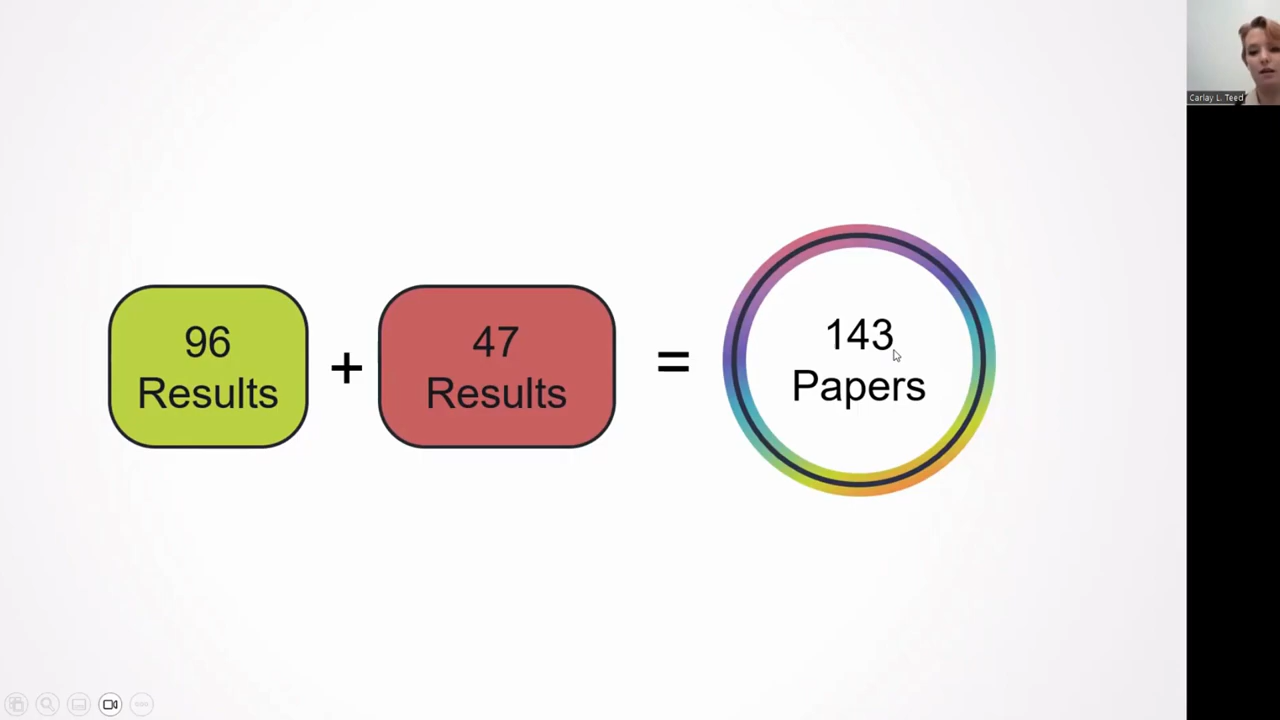 96
Results
+
47
Results
=
143
Papers
Carlay L. Teed